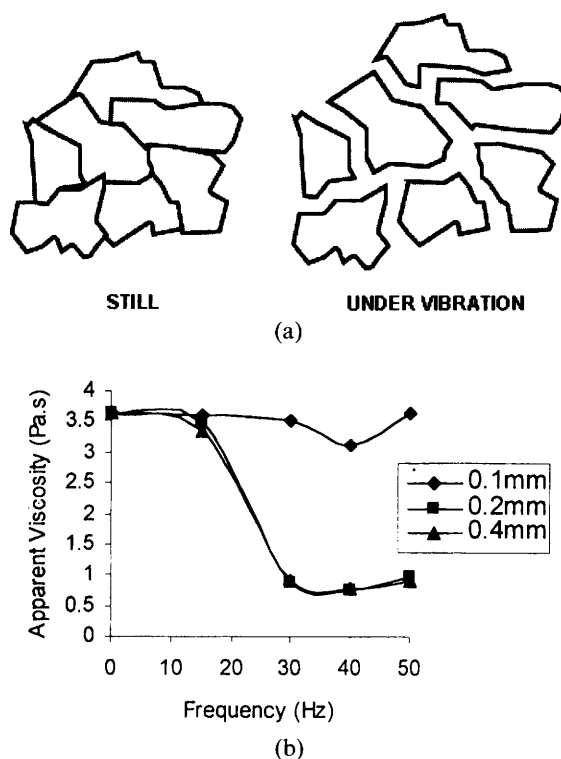 STILL
UNDER VIBRATION
(a)
Apparent Viscosity (Pa.s)
4
3.5
3
2.5
2
1.5
1
0.5
0
0 10 20 30 40 50
Frequency (Hz)
0.1mm
0.2mm
0.4mm
(b)